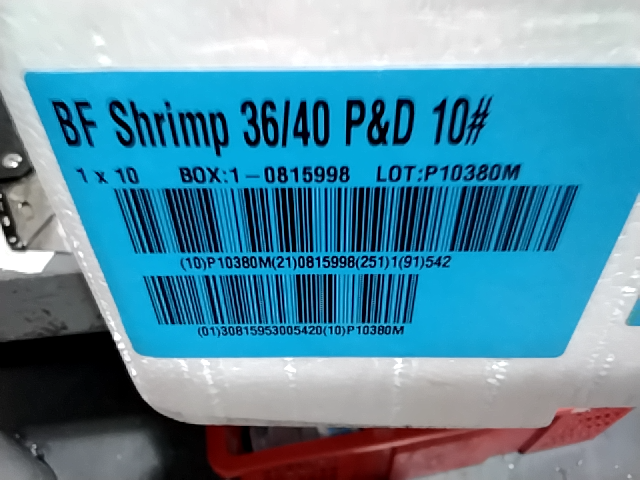 BF Shrimp 36/40 P&D 10#
1 x 10 BOX:1-0815998 LOT:P10380M
(10)P10380M(21)0815998(251)1(91)542
(01)30815953005420(10)P10380M